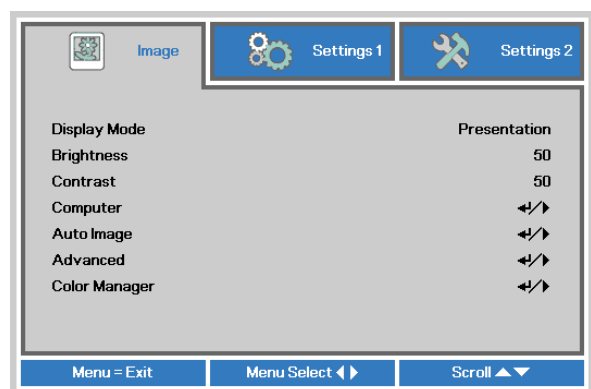 Image Settings 1 Settings 2
Display Mode Presentation
Brightness 50
Contrast 50
Computer ↵/▶
Auto Image ↵/▶
Advanced ↵/▶
Color Manager ↵/▶
Menu = Exit Menu Select ◀▶ Scroll ▲▼